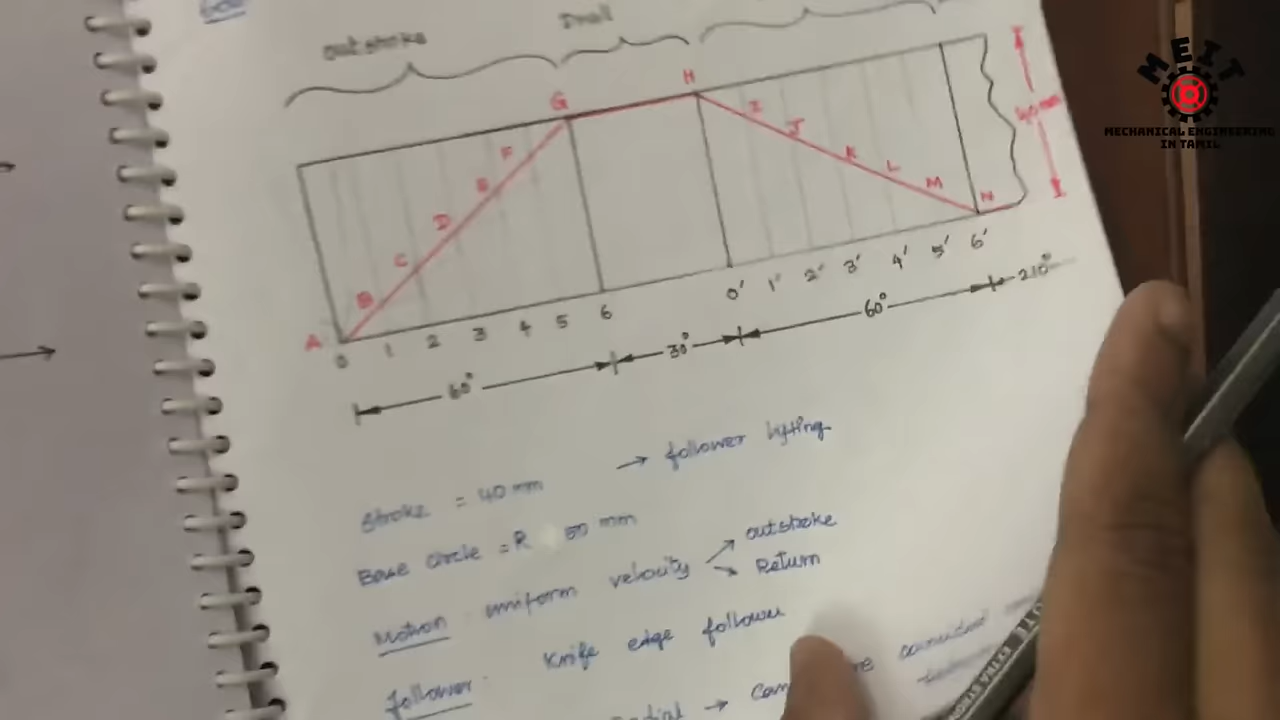 outstroke
G
H
I
F
J
E
K
L
D
M
C
N
B
A
40 mm
0 1 2 3 4 5 6
0' 1' 2' 3' 4' 5' 6'
60° 30° 60° 210°
stroke = 40 mm → follower lifting
Base circle = R 50 mm
Motion uniform velocity outstroke
Return
follower. Knife edge follower
Radial →
MEIT
MECHANICAL ENGINEERING
IN TAMIL